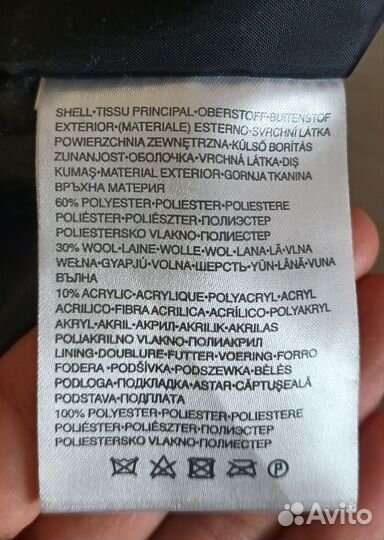 SHELL•TISSU PRINCIPAL•OBERSTOFF•BUITENSTOF
EXTERIOR•(MATERIALE) ESTERNO•SVRCHNÍ LÁTKA
POWIERZCHNIA ZEWNĘTRZNA•KÜLSŐ BORÍTÁS
ZUNANJOST•ОБОЛОЧКА•VRCHNÁ LÁTKA•DIŞ
KUMAŞ•MATERIAL EXTERIOR•GORNJA TKANINA
ВРЪХНА МАТЕРИЯ
60% POLYESTER•POLIESTER•POLIESTERE
POLIÉSTER•POLIÉSZTER•ПОЛИЭСТЕР
POLIESTERSKO VLAKNO•ПОЛИЕСТЕР
30% WOOL•LAINE•WOLLE•WOL•LANA•LÃ•VLNA
WEŁNA•GYAPJÚ•VOLNA•ШЕРСТЬ•YÜN•LÂNĂ•VUNA
ВЪЛНА
10% ACRYLIC•ACRYLIQUE•POLYACRYL•ACRYL
ACRILICO•FIBRA ACRILICA•ACRÍLICO•POLYAKRYL
AKRYL•AKRIL•АКРИЛ•AKRILIK•AKRILAS
POLIAKRILNO VLAKNO•ПОЛИАКРИЛ
LINING•DOUBLURE•FUTTER•VOERING•FORRO
FODERA•PODŠÍVKA•PODSZEWKA•BÉLÉS
PODLOGA•ПОДКЛАДКА•ASTAR•CĂPTUŞEALĂ
PODSTAVA•ПОДПЛАТА
100% POLYESTER•POLIESTER•POLIESTERE
POLIÉSTER•POLIÉSZTER•ПОЛИЭСТЕР
POLIESTERSKO VLAKNO•ПОЛИЕСТЕР
P
Avito